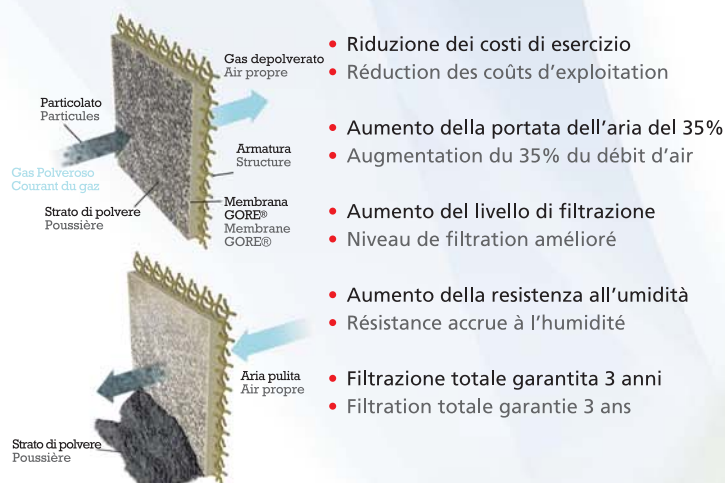 Gas depolverato
Air propre
Particolato
Particules
Armatura
Structure
Gas Polveroso
Courant du gaz
Membrana
GORE®
Membrane
GORE®
Strato di polvere
Poussière
Aria pulita
Air propre
Strato di polvere
Poussière
• Riduzione dei costi di esercizio
• Réduction des coûts d'exploitation
• Aumento della portata dell'aria del 35%
• Augmentation du 35% du débit d'air
• Aumento del livello di filtrazione
• Niveau de filtration amélioré
• Aumento della resistenza all'umidità
• Résistance accrue à l'humidité
• Filtrazione totale garantita 3 anni
• Filtration totale garantie 3 ans